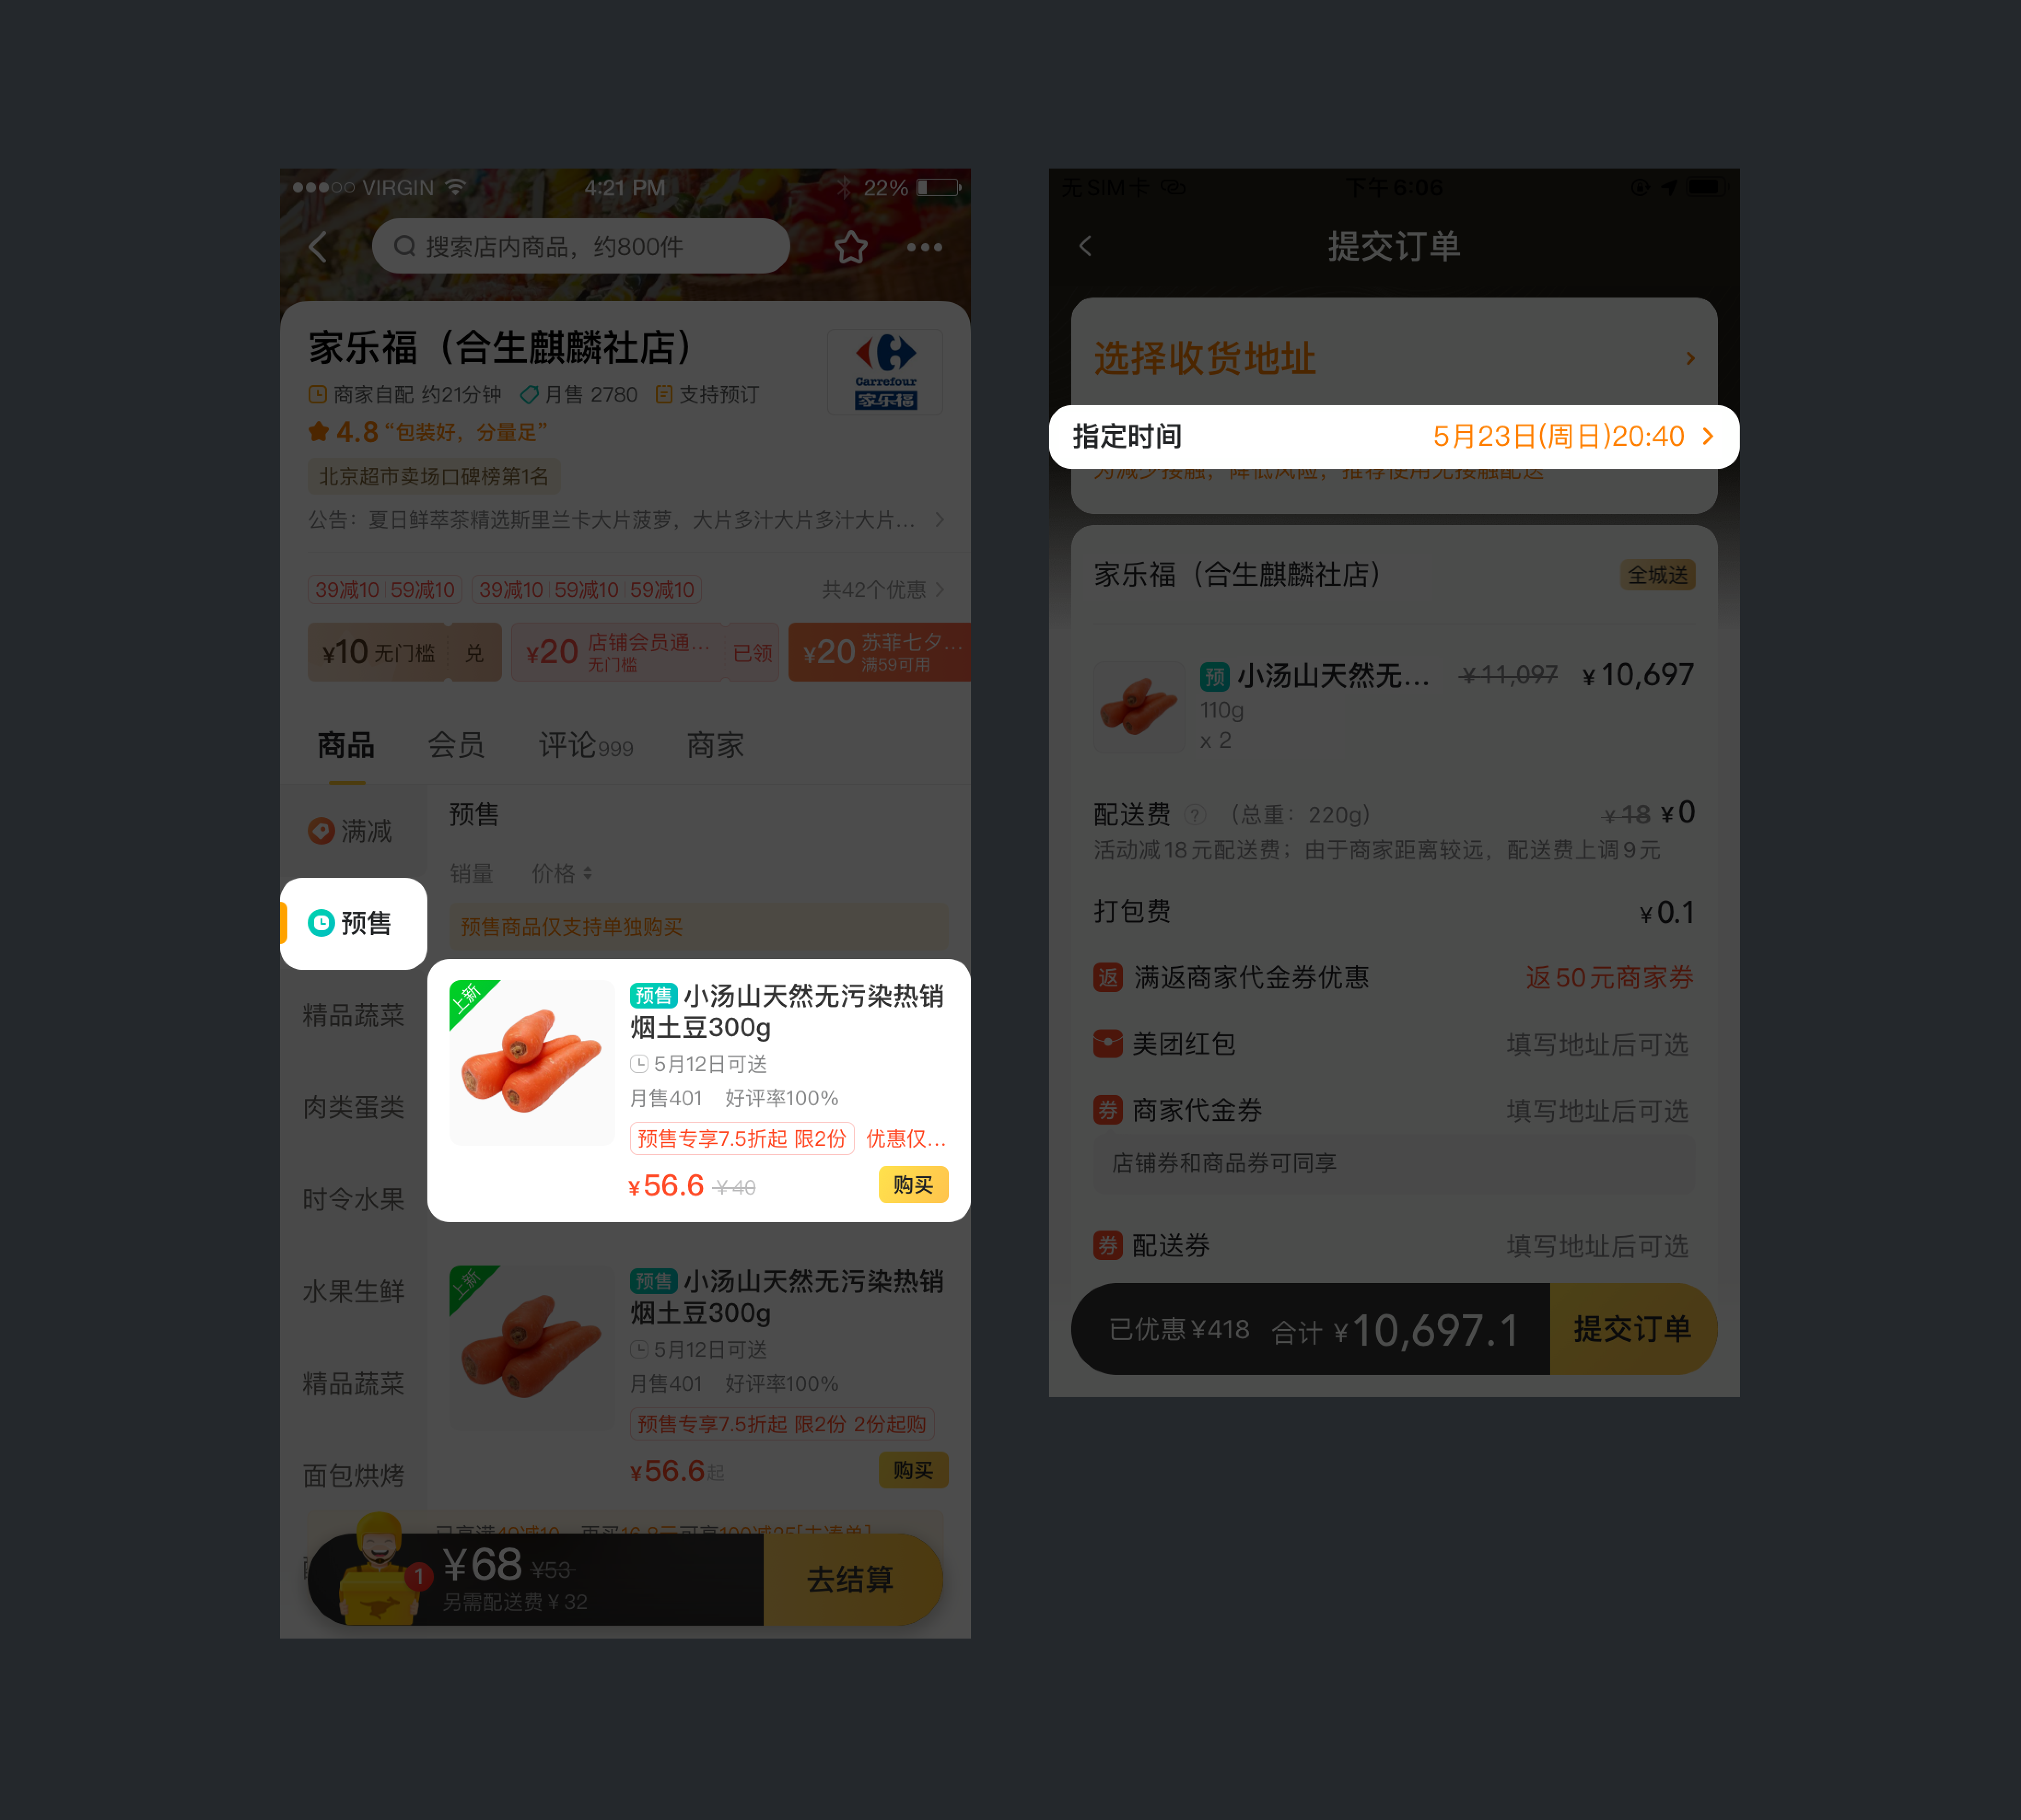 VIRGIN 4:21 PM 22%
搜索店内商品，约800件
家乐福（合生麒麟社店）
Carrefour
家乐福
商家自配 约21分钟 月售 2780 支持预订
4.8 “包装好，分量足”
北京超市卖场口碑榜第1名
公告：夏日鲜萃茶精选斯里兰卡大片菠萝，大片多汁大片多汁大片...
39减10 59减10 39减10 59减10 59减10 共42个优惠
¥10 无门槛 兑
¥20 店铺会员通... 无门槛 已领
¥20 苏菲七夕... 满59可用
商品 会员 评论999 商家
满减
预售
精品蔬菜
肉类蛋类
时令水果
水果生鲜
精品蔬菜
面包烘烤
预售
销量 价格
预售商品仅支持单独购买
上新
预售 小汤山天然无污染热销
烟土豆300g
5月12日可送
月售401 好评率100%
预售专享7.5折起 限2份 优惠仅...
¥56.6 ¥40 购买
上新
预售 小汤山天然无污染热销
烟土豆300g
5月12日可送
月售401 好评率100%
预售专享7.5折起 限2份 2份起购
¥56.6起 购买
1
¥68 ¥53
另需配送费¥32
去结算
无SIM卡 下午6:06
提交订单
选择收货地址
指定时间 5月23日(周日)20:40
为减少接触，降低风险，推荐使用无接触配送
家乐福（合生麒麟社店） 全城送
预 小汤山天然无... ¥11,097 ¥10,697
110g
x 2
配送费 ? （总重：220g) ¥18 ¥0
活动减18元配送费；由于商家距离较远，配送费上调9元
打包费 ¥0.1
返 满返商家代金券优惠 返50元商家券
美团红包 填写地址后可选
券 商家代金券 填写地址后可选
店铺券和商品券可同享
券 配送券 填写地址后可选
已优惠¥418 合计 ¥10,697.1 提交订单